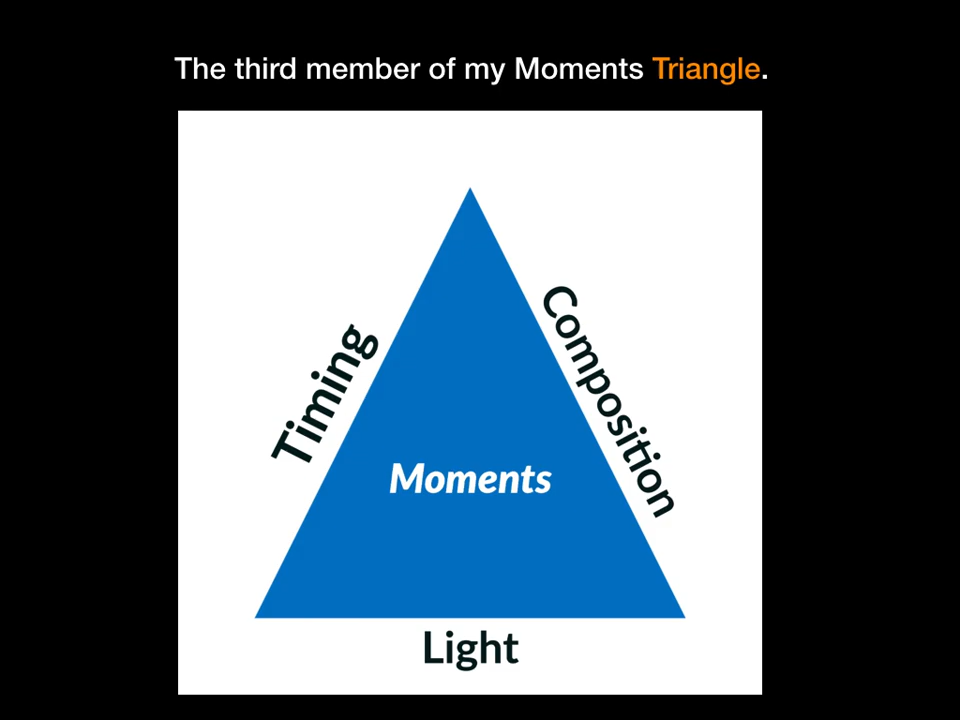 The third member of my Moments Triangle.
Timing
Composition
Moments
Light